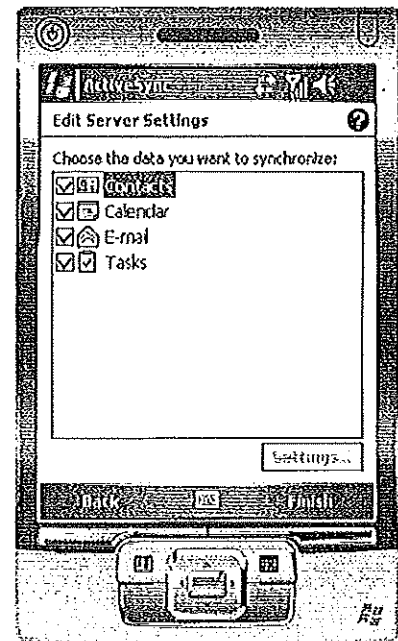 ActiveSync
Edit Server Settings
Choose the data you want to synchronize:
Contacts
Calendar
E-mail
Tasks
Settings...
Back Finish